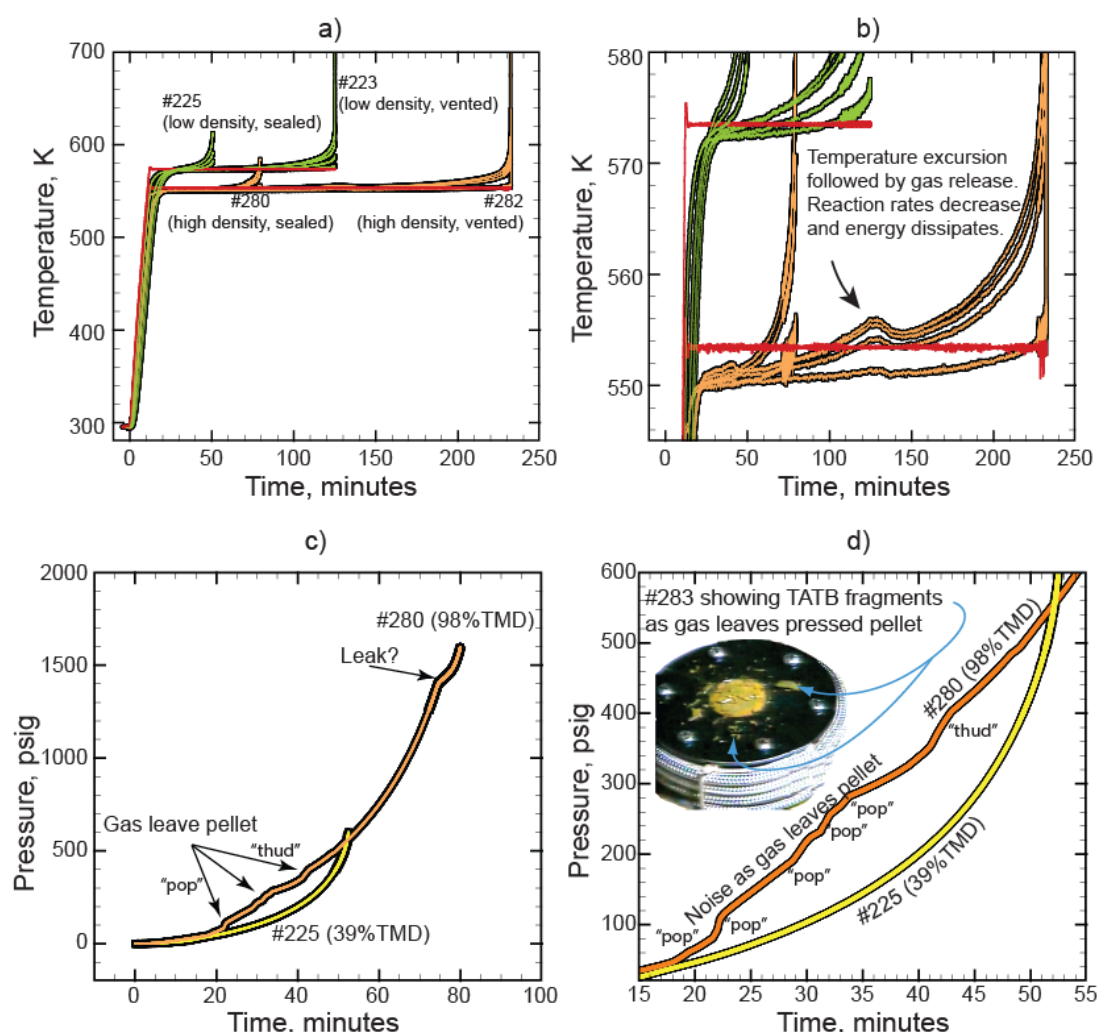 a)
700
600
500
400
300
Temperature, K
#223
(low density, vented)
#225
(low density, sealed)
#280
(high density, sealed)
#282
(high density, vented)
0
50
100
150
200
250
Time, minutes
b)
580
570
560
550
Temperature, K
Temperature excursion
followed by gas release.
Reaction rates decrease
and energy dissipates.
0
50
100
150
200
250
Time, minutes
c)
2000
1500
1000
500
0
Pressure, psig
#280 (98%TMD)
Leak?
Gas leave pellet
"thud"
"pop"
#225 (39%TMD)
0
20
40
60
80
100
Time, minutes
d)
600
500
400
300
200
100
Pressure, psig
#283 showing TATB fragments
as gas leaves pressed pellet
#280 (98%TMD)
"thud"
Noise as gas leaves pellet
"pop"
"pop"
"pop"
"pop"
"pop"
#225 (39%TMD)
15
20
25
30
35
40
45
50
55
Time, minutes